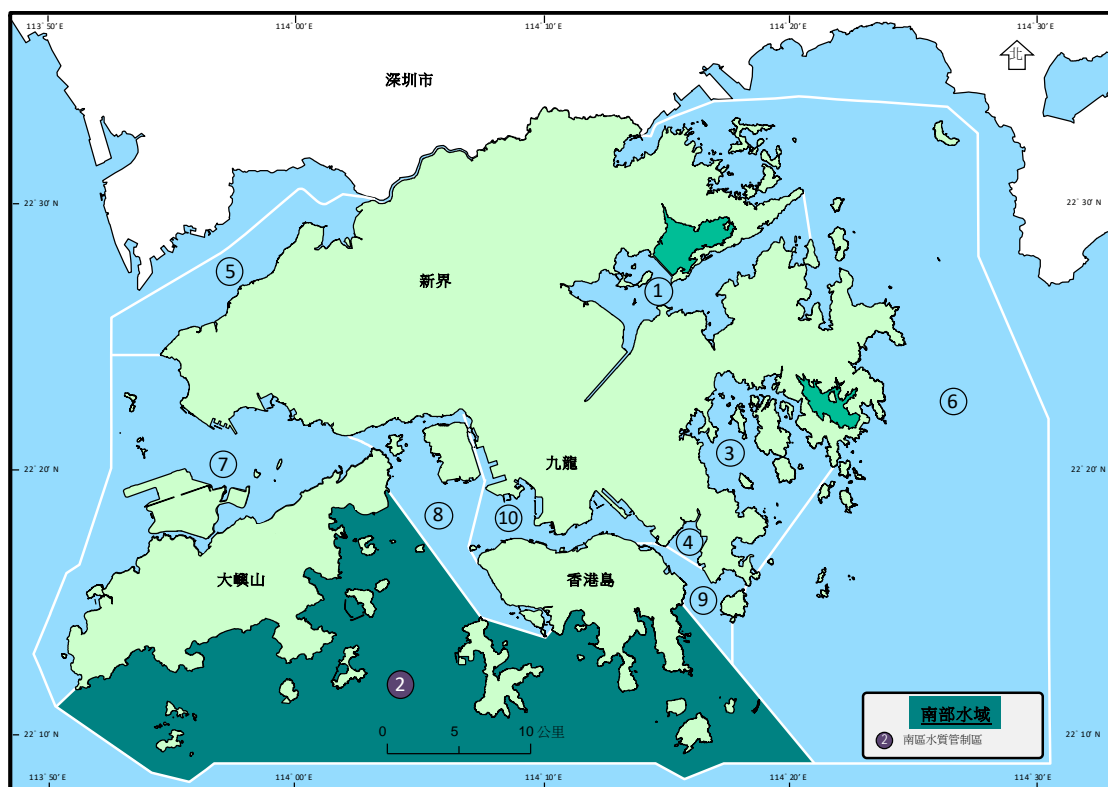 113° 50' E
114° 00' E
114° 10' E
114° 20' E
114° 30' E
北
深圳市
22° 30' N
22° 30' N
新界
5
1
6
3
22° 20' N
22° 20' N
九龍
7
8
10
4
大嶼山
香港島
9
2
南部水域
2 南區水質管制區
0 5 10 公里
22° 10' N
22° 10' N
113° 50' E
114° 00' E
114° 10' E
114° 20' E
114° 30' E